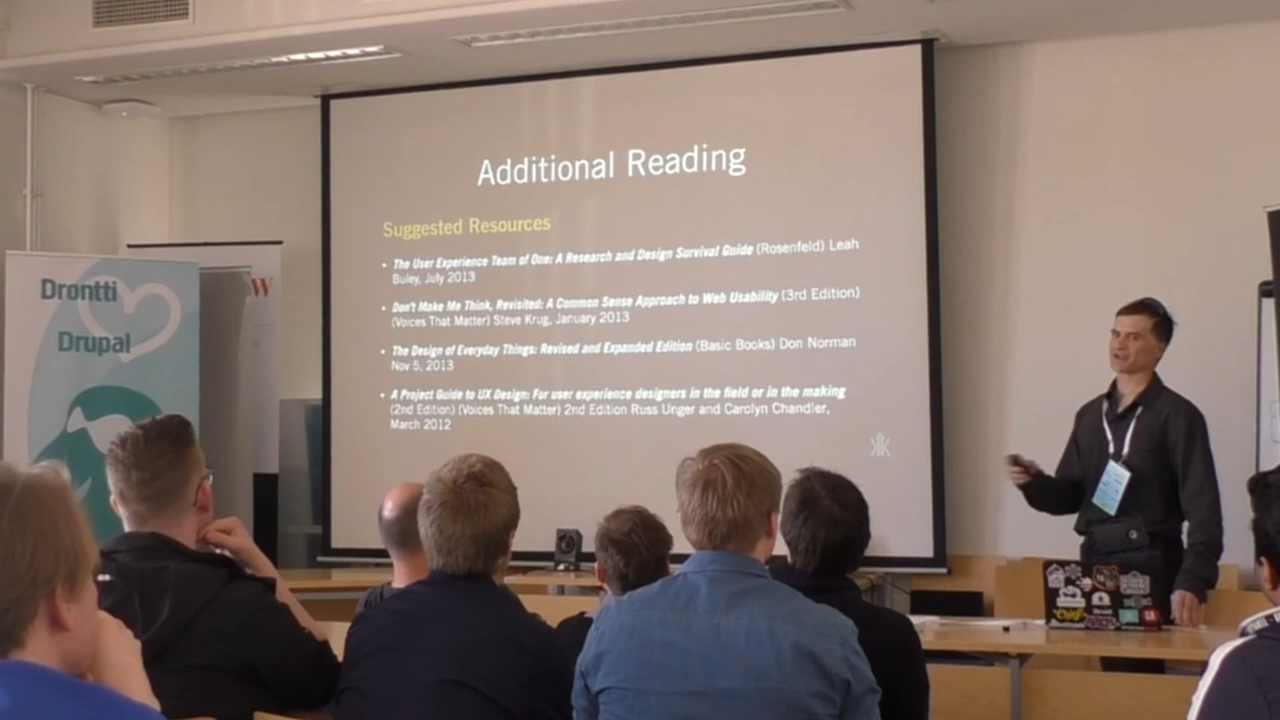 Additional Reading
Suggested Resources
• The User Experience Team of One: A Research and Design Survival Guide (Rosenfeld) Leah
Buley, July 2013
• Don't Make Me Think, Revisited: A Common Sense Approach to Web Usability (3rd Edition)
(Voices That Matter) Steve Krug, January 2013
• The Design of Everyday Things: Revised and Expanded Edition (Basic Books) Don Norman
Nov 5, 2013
• A Project Guide to UX Design: For user experience designers in the field or in the making
(2nd Edition) (Voices That Matter) 2nd Edition Russ Unger and Carolyn Chandler,
March 2012
Drontti
Drupal
W